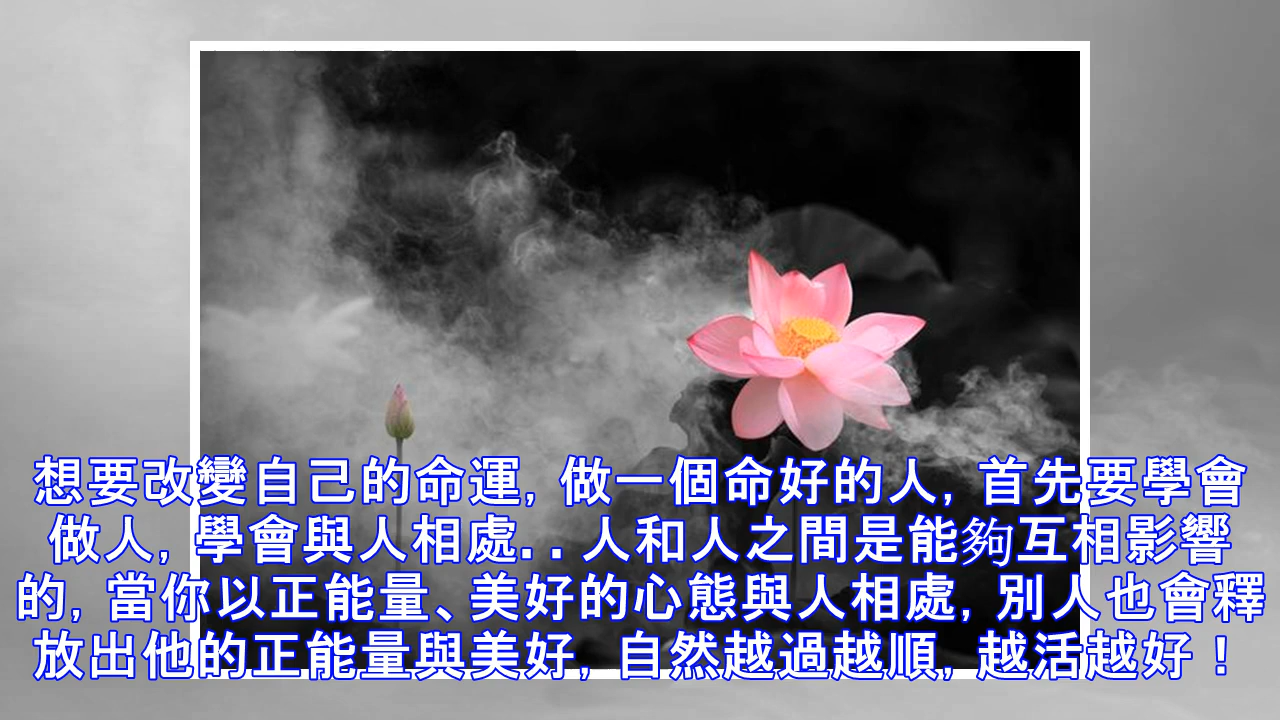 想要改變自己的命運, 做一個命好的人, 首先要學會
做人, 學會與人相處. . 人和人之間是能夠互相影響
的, 當你以正能量、美好的心態與人相處, 別人也會釋
放出他的正能量與美好, 自然越過越順, 越活越好！